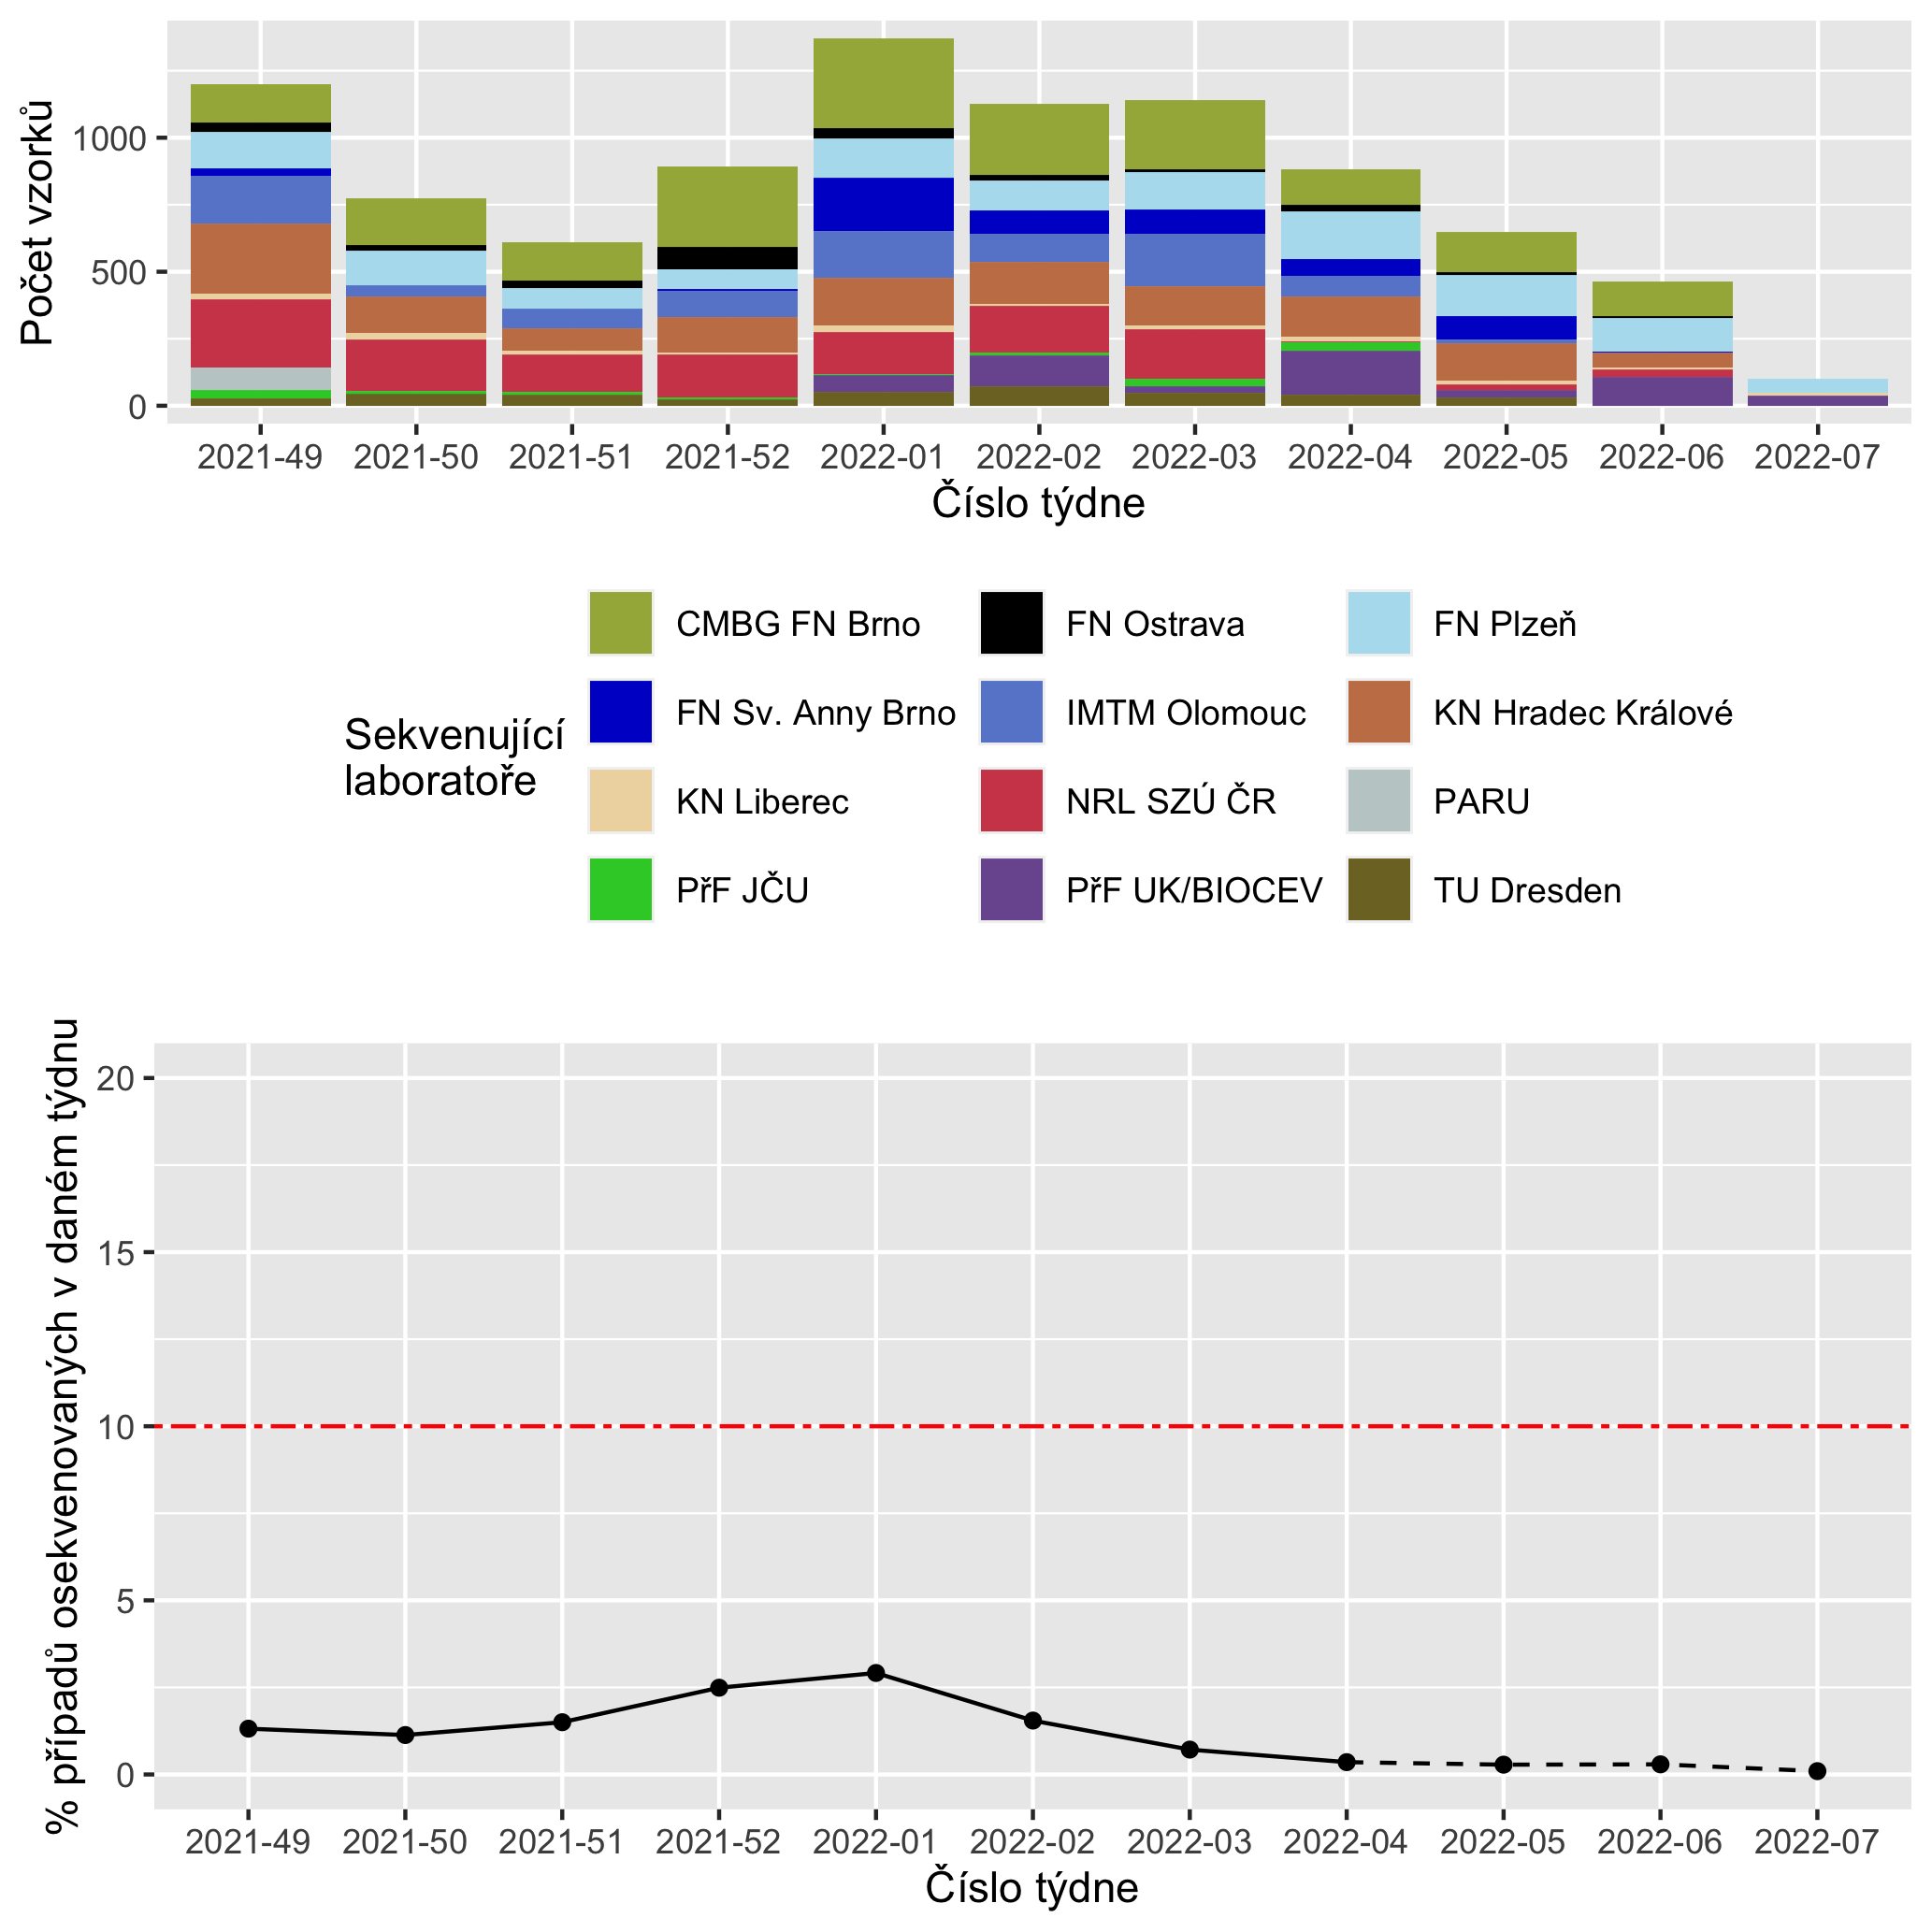 Počet vzorků
1000
500
0
2021-49 2021-50 2021-51 2021-52 2022-01 2022-02 2022-03 2022-04 2022-05 2022-06 2022-07
Číslo týdne
Sekvenující
laboratoře
CMBG FN Brno FN Ostrava FN Plzeň
FN Sv. Anny Brno IMTM Olomouc KN Hradec Králové
KN Liberec NRL SZÚ ČR PARU
PřF JČU PřF UK/BIOCEV TU Dresden
% případů osekvenovaných v daném týdnu
20
15
10
5
0
2021-49 2021-50 2021-51 2021-52 2022-01 2022-02 2022-03 2022-04 2022-05 2022-06 2022-07
Číslo týdne